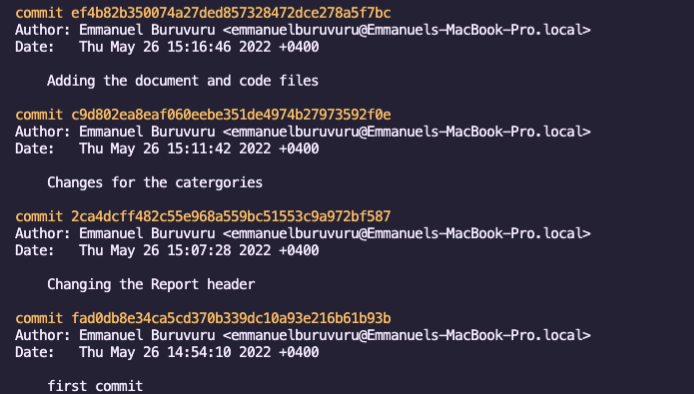 commit ef4b82b350074a27ded857328472dce278a5f7bc
Author: Emmanuel Buruvuru <emmanuelburuvuru@Emmanuels-MacBook-Pro.local>
Date:   Thu May 26 15:16:46 2022 +0400
Adding the document and code files
commit c9d802ea8eaf060eebe351de4974b27973592f0e
Author: Emmanuel Buruvuru <emmanuelburuvuru@Emmanuels-MacBook-Pro.local>
Date:   Thu May 26 15:11:42 2022 +0400
Changes for the catergories
commit 2ca4dcff482c55e968a559bc51553c9a972bf587
Author: Emmanuel Buruvuru <emmanuelburuvuru@Emmanuels-MacBook-Pro.local>
Date:   Thu May 26 15:07:28 2022 +0400
Changing the Report header
commit fad0db8e34ca5cd370b339dc10a93e216b61b93b
Author: Emmanuel Buruvuru <emmanuelburuvuru@Emmanuels-MacBook-Pro.local>
Date:   Thu May 26 14:54:10 2022 +0400
first commit